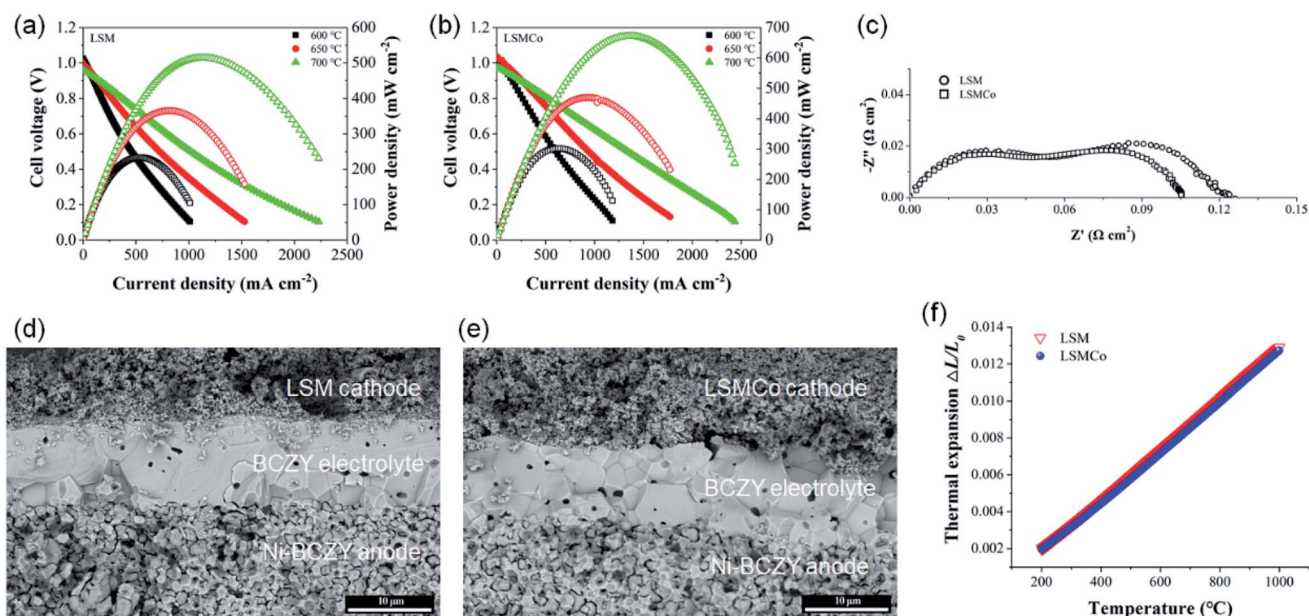 (a)
LSM
600 °C
650 °C
700 °C
Cell voltage (V)
1.2
1.0
0.8
0.6
0.4
0.2
0.0
600
500
400
300
200
100
0
Power density (mW cm-2)
0 500 1000 1500 2000 2500
Current density (mA cm-2)
(b)
LSMCo
600 °C
650 °C
700 °C
Cell voltage (V)
1.2
1.0
0.8
0.6
0.4
0.2
0.0
700
600
500
400
300
200
100
0
Power density (mW cm-2)
0 500 1000 1500 2000 2500
Current density (mA cm-2)
(c)
LSM
LSMCo
-Z'' (Ω cm2)
0.04
0.02
0.00
0.00 0.03 0.06 0.09 0.12 0.15
Z' (Ω cm2)
(d)
LSM cathode
BCZY electrolyte
Ni-BCZY anode
10 μm
(e)
LSMCo cathode
BCZY electrolyte
Ni-BCZY anode
10 μm
(f)
LSM
LSMCo
Thermal expansion △L/L0
0.014
0.012
0.010
0.008
0.006
0.004
0.002
200 400 600 800 1000
Temperature (°C)